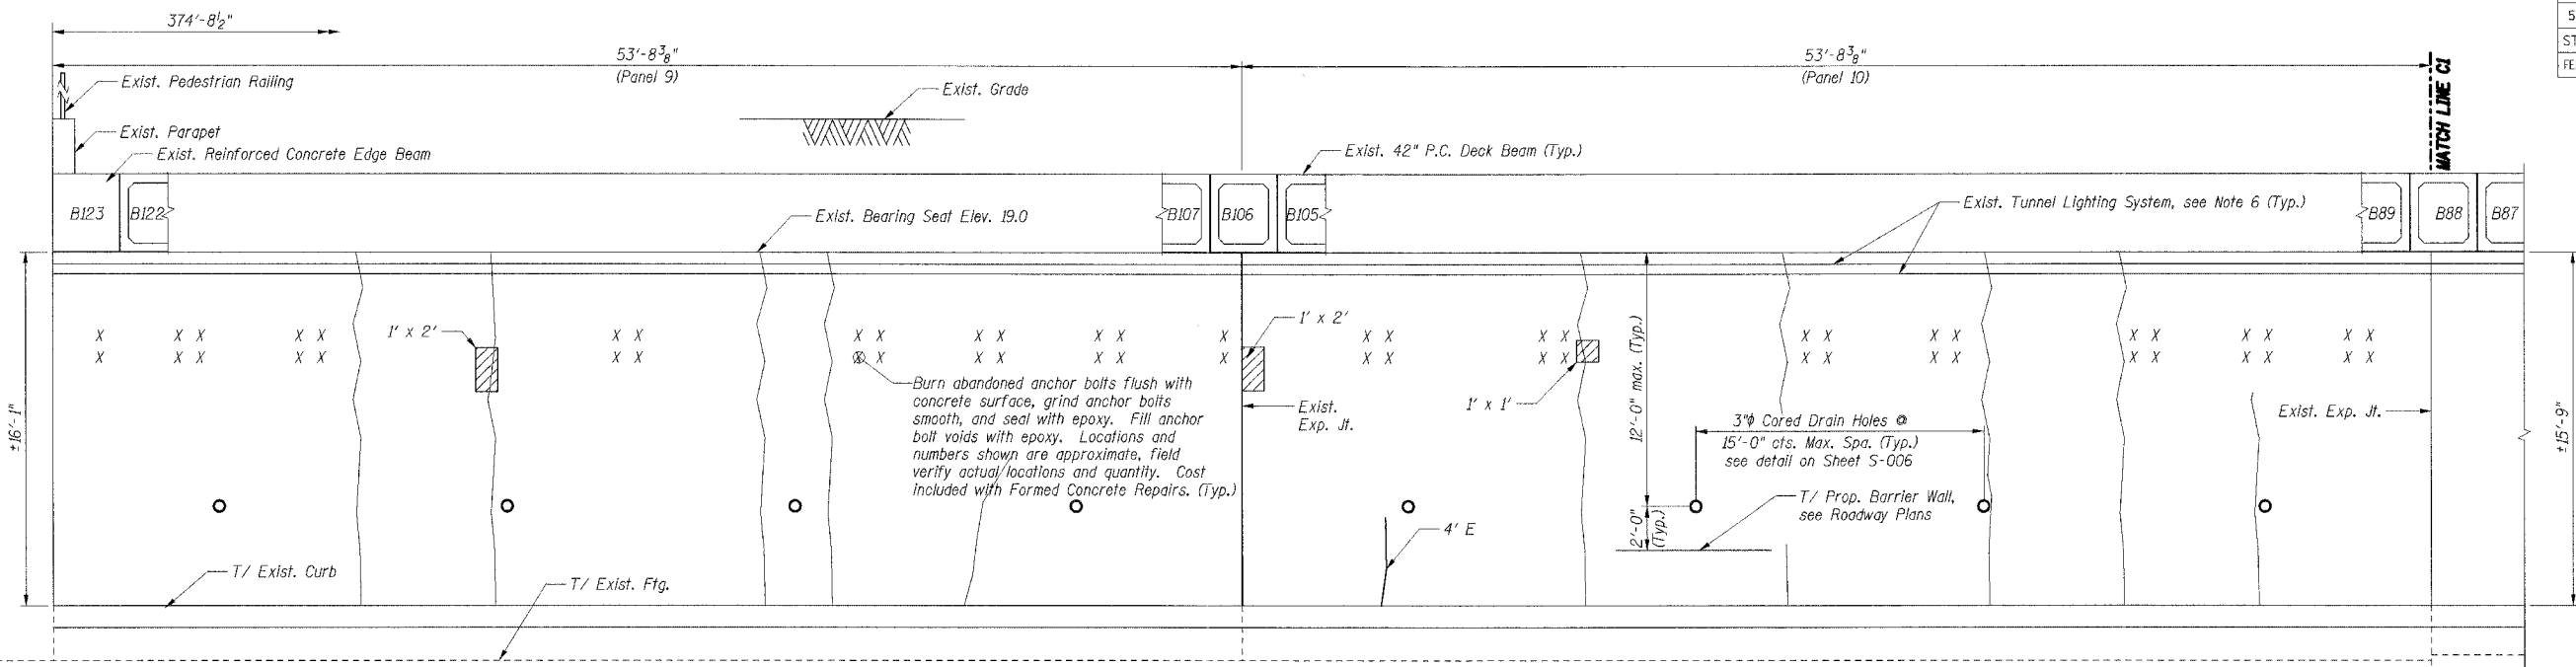 374'-8½"
53'-8⅜"
(Panel 9)
53'-8⅜"
(Panel 10)
MATCH LINE C1
5
ST
FE
Exist. Pedestrian Railing
Exist. Grade
Exist. Parapet
Exist. Reinforced Concrete Edge Beam
Exist. 42" P.C. Deck Beam (Typ.)
B123
B122
Exist. Bearing Seat Elev. 19.0
B107
B106
B105
Exist. Tunnel Lighting System, see Note 6 (Typ.)
B89
B88
B87
X X X X X X X X X X X X X X X X X X X X X X X X X X X X
X X X X X X X X X X X X X X X X X X X X X X X X X X X X
1' x 2'
1' x 2'
1' x 1'
Burn abandoned anchor bolts flush with
concrete surface, grind anchor bolts
smooth, and seal with epoxy. Fill anchor
bolt voids with epoxy. Locations and
numbers shown are approximate, field
verify actual locations and quantity. Cost
included with Formed Concrete Repairs. (Typ.)
Exist.
Exp. Jt.
12'-0" max. (Typ.)
3"ϕ Cored Drain Holes @
15'-0" cts. Max. Spa. (Typ.)
see detail on Sheet S-006
Exist. Exp. Jt.
±16'-1"
±15'-9"
T/ Prop. Barrier Wall,
see Roadway Plans
2'-0"
(Typ.)
4' E
T/ Exist. Curb
T/ Exist. Ftg.